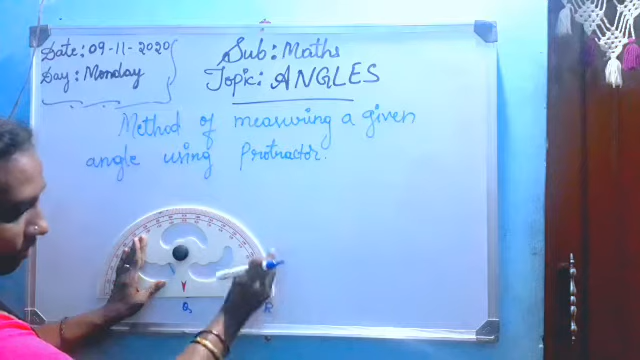 Date: 09-11-2020
Day: Monday
Sub: Maths
Topic: ANGLES
Method of measuring a given
angle using Protractor.
Q R